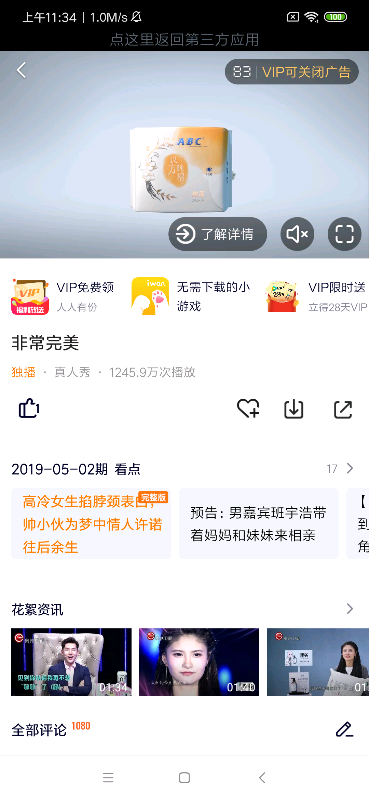 上午11:34 | 1.0M/s
100
点这里返回第三方应用
83 | VIP可关闭广告
ABC
了解详情
VIP
VIP免费领
人人有份
iwan
无需下载的小
游戏
VIP限时送
立得28天VIP
非常完美
独播 · 真人秀 · 1245.9万次播放
1
2019-05-02期 看点
17
高冷女生掐脖颈表白，
完整版
帅小伙为梦中情人许诺
往后余生
预告：男嘉宾班宇浩带
着妈妈和妹妹来相亲
【
到
角
花絮资讯
01:34
01:40
全部评论 1080